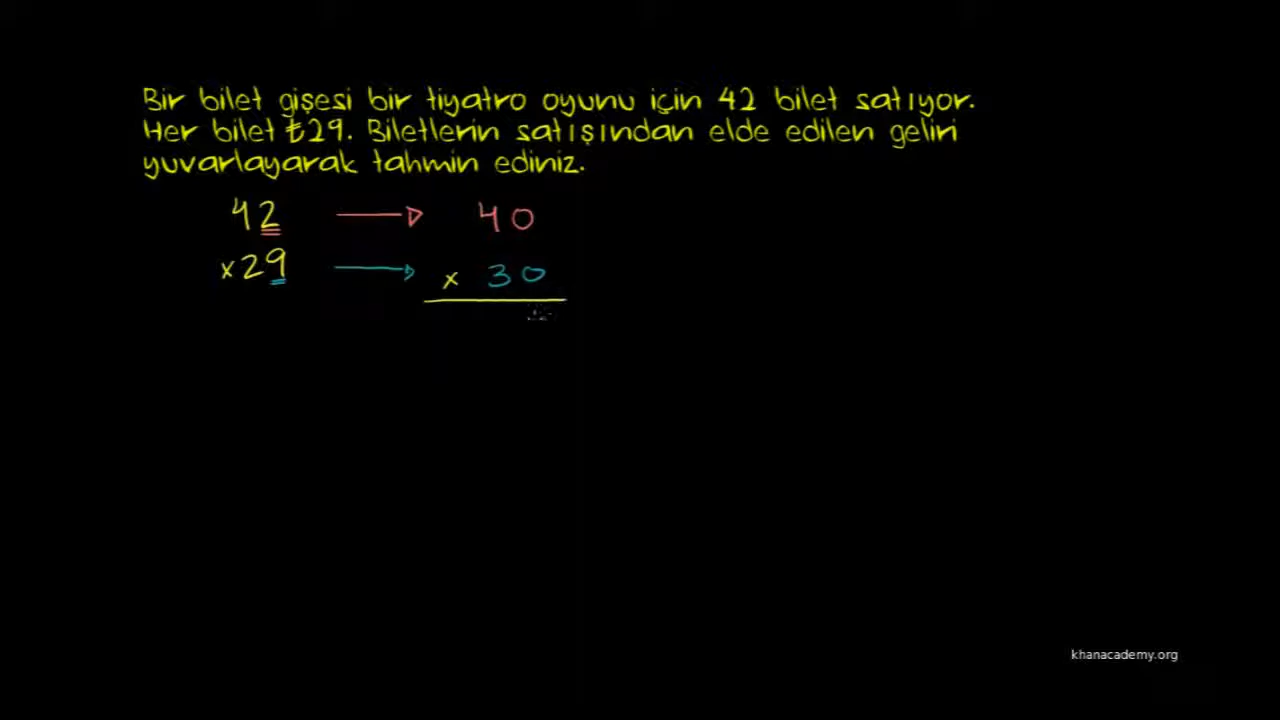 Bir bilet gişesi bir tiyatro oyunu için 42 bilet satıyor.
Her bilet ₺29. Biletlerin satışından elde edilen geliri
yuvarlayarak tahmin ediniz.
42 → 40
x29 → x 30
khanacademy.org